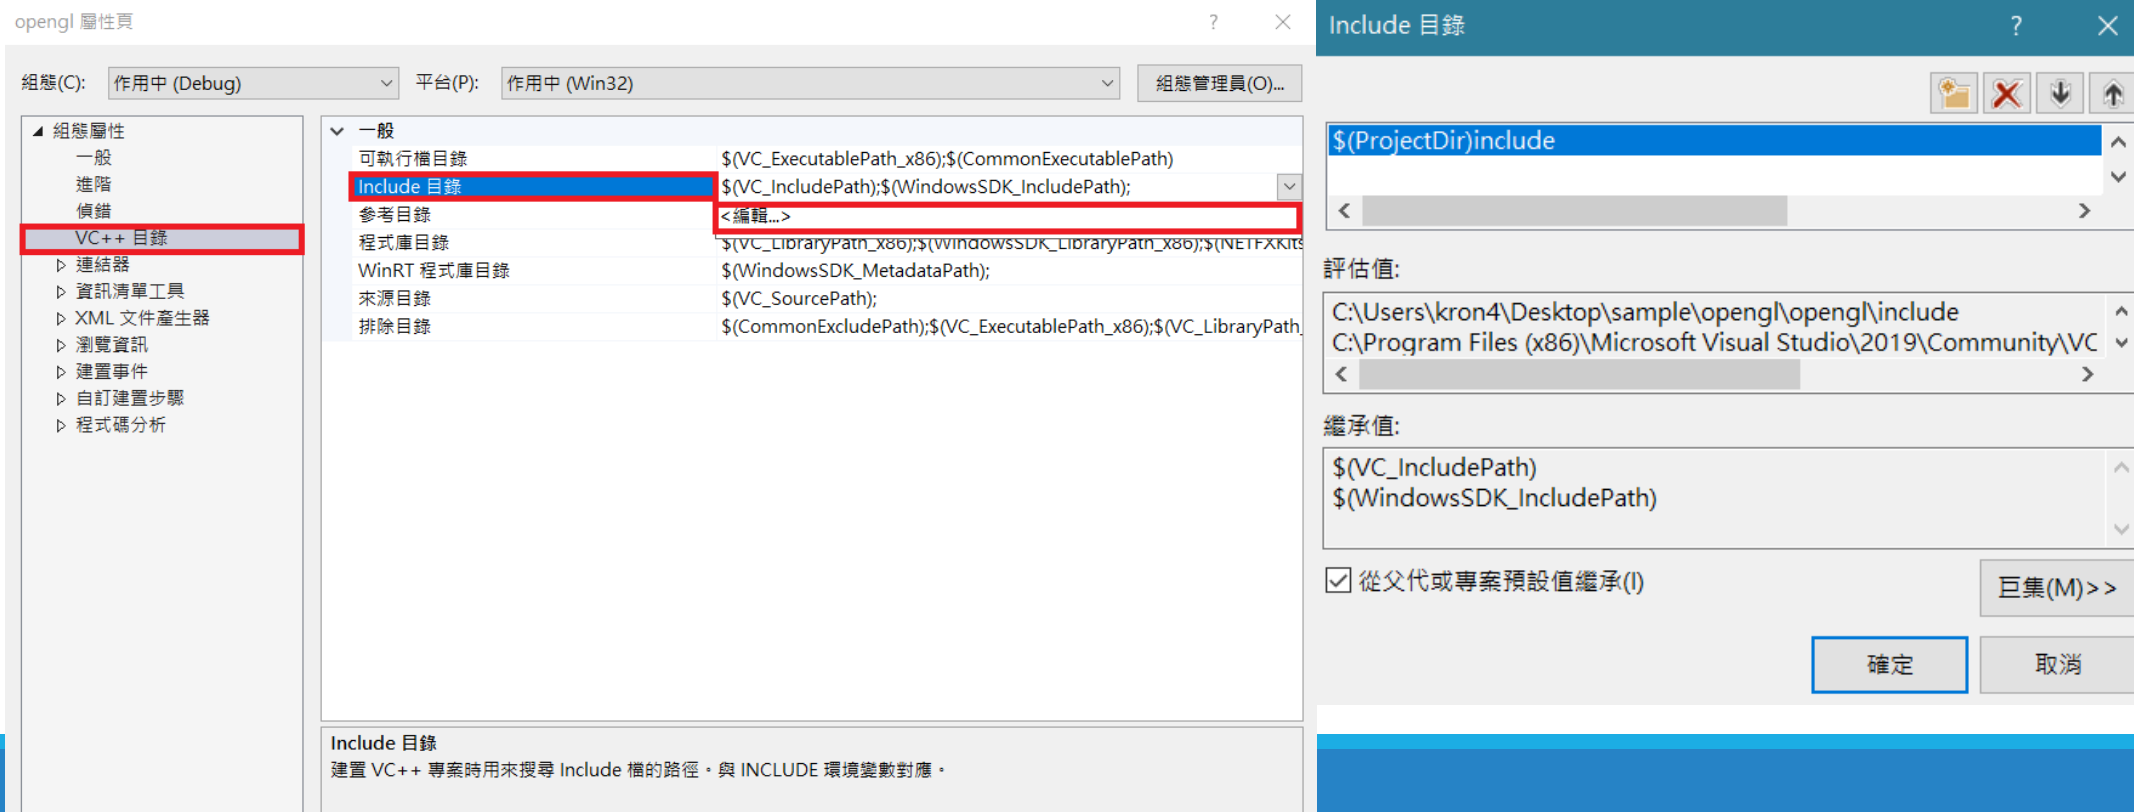 opengl 屬性頁
組態(C):
作用中 (Debug)
平台(P):
作用中 (Win32)
組態管理員(O)...
組態屬性
一般
進階
偵錯
VC++ 目錄
連結器
資訊清單工具
XML 文件產生器
瀏覽資訊
建置事件
自訂建置步驟
程式碼分析
一般
可執行檔目錄 $(VC_ExecutablePath_x86);$(CommonExecutablePath)
Include 目錄 $(VC_IncludePath);$(WindowsSDK_IncludePath);
參考目錄 <編輯...>
程式庫目錄 $(VC_LibraryPath_x86);$(WindowsSDK_LibraryPath_x86);$(NETFXKits
WinRT 程式庫目錄 $(WindowsSDK_MetadataPath);
來源目錄 $(VC_SourcePath);
排除目錄 $(CommonExcludePath);$(VC_ExecutablePath_x86);$(VC_LibraryPath_
Include 目錄
建置 VC++ 專案時用來搜尋 Include 檔的路徑。與 INCLUDE 環境變數對應。
Include 目錄
$(ProjectDir)include
評估值:
C:\Users\kron4\Desktop\sample\opengl\opengl\include
C:\Program Files (x86)\Microsoft Visual Studio\2019\Community\VC
繼承值:
$(VC_IncludePath)
$(WindowsSDK_IncludePath)
從父代或專案預設值繼承(I)
巨集(M)>>
確定
取消